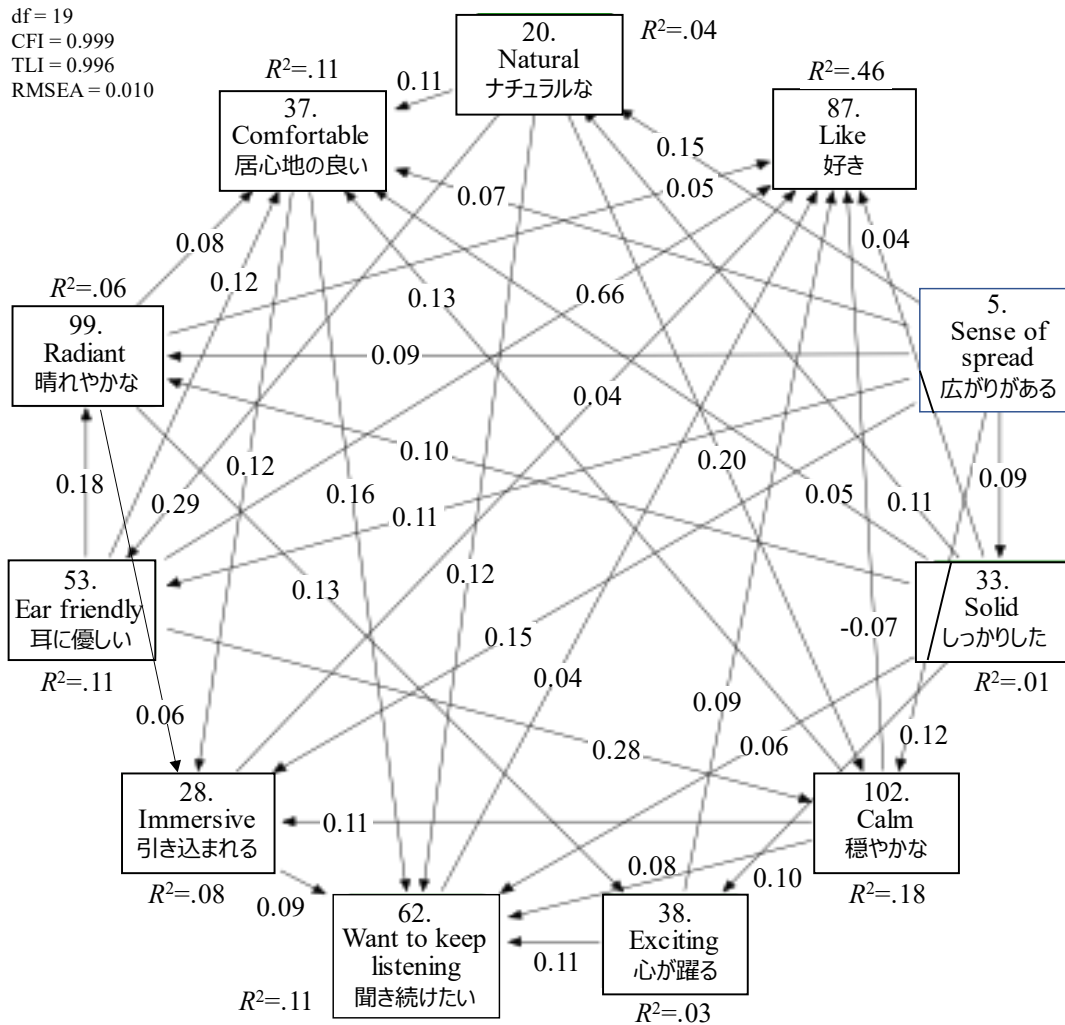 df = 19
CFI = 0.999
TLI = 0.996
RMSEA = 0.010
20.
Natural
ナチュラルな
R²=.04
R²=.11
37.
Comfortable
居心地の良い
R²=.46
87.
Like
好き
0.11
0.15
0.05
0.07
0.08
0.04
0.12
0.13
0.66
R²=.06
99.
Radiant
晴れやかな
5.
Sense of
spread
広がりがある
0.09
0.04
0.12
0.10
0.20
0.18
0.29
0.16
0.11
0.05
0.11
0.09
53.
Ear friendly
耳に優しい
R²=.11
33.
Solid
しっかりした
R²=.01
0.13
0.12
0.15
-0.07
0.04
0.06
0.09
0.12
0.28
0.06
28.
Immersive
引き込まれる
R²=.08
102.
Calm
穏やかな
R²=.18
0.11
0.08
0.10
0.09
62.
Want to keep
listening
聞き続けたい
R²=.11
0.11
38.
Exciting
心が躍る
R²=.03